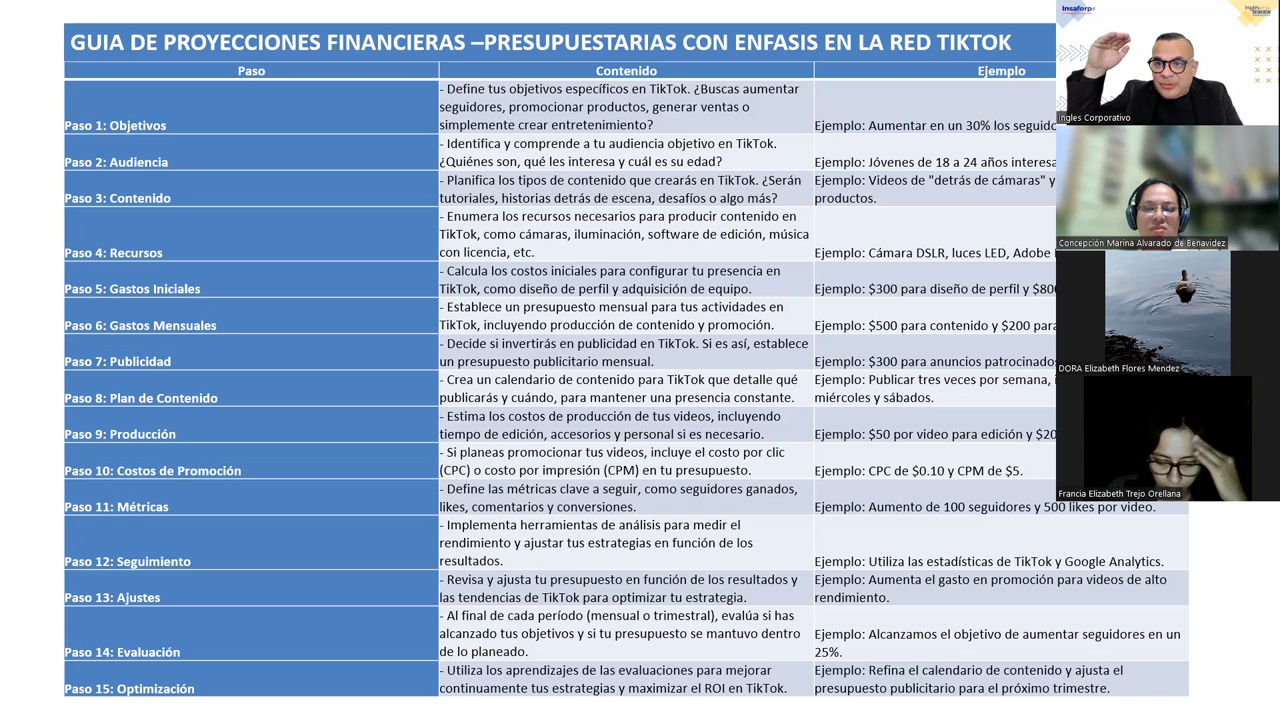 GUIA DE PROYECCIONES FINANCIERAS –PRESUPUESTARIAS CON ENFASIS EN LA RED TIKTOK
Paso
Contenido
Ejemplo
Paso 1: Objetivos
- Define tus objetivos específicos en TikTok. ¿Buscas aumentar
seguidores, promocionar productos, generar ventas o
simplemente crear entretenimiento?
Ejemplo: Aumentar en un 30% los
Paso 2: Audiencia
- Identifica y comprende a tu audiencia objetivo en TikTok.
¿Quiénes son, qué les interesa y cuál es su edad?
Ejemplo: Jóvenes de 18 a 24 años
Paso 3: Contenido
- Planifica los tipos de contenido que crearás en TikTok. ¿Serán
tutoriales, historias detrás de escena, desafíos o algo más?
Ejemplo: Videos de "detrás de cámaras" y
productos.
Paso 4: Recursos
- Enumera los recursos necesarios para producir contenido en
TikTok, como cámaras, iluminación, software de edición, música
con licencia, etc.
Ejemplo: Cámara DSLR, luces LED, Adobe
Paso 5: Gastos Iniciales
- Calcula los costos iniciales para configurar tu presencia en
TikTok, como diseño de perfil y adquisición de equipo.
Ejemplo: $300 para diseño de perfil y $800
Paso 6: Gastos Mensuales
- Establece un presupuesto mensual para tus actividades en
TikTok, incluyendo producción de contenido y promoción.
Ejemplo: $500 para contenido y $200 para
Paso 7: Publicidad
- Decide si invertirás en publicidad en TikTok. Si es así, establece
un presupuesto publicitario mensual.
Ejemplo: $300 para anuncios patrocinados
Paso 8: Plan de Contenido
- Crea un calendario de contenido para TikTok que detalle qué
publicarás y cuándo, para mantener una presencia constante.
Ejemplo: Publicar tres veces por semana,
miércoles y sábados.
Paso 9: Producción
- Estima los costos de producción de tus videos, incluyendo
tiempo de edición, accesorios y personal si es necesario.
Ejemplo: $50 por video para edición y $20
Paso 10: Costos de Promoción
- Si planeas promocionar tus videos, incluye el costo por clic
(CPC) o costo por impresión (CPM) en tu presupuesto.
Ejemplo: CPC de $0.10 y CPM de $5.
Paso 11: Métricas
- Define las métricas clave a seguir, como seguidores ganados,
likes, comentarios y conversiones.
Ejemplo: Aumento de 100 seguidores y 500 likes por video.
Paso 12: Seguimiento
- Implementa herramientas de análisis para medir el
rendimiento y ajustar tus estrategias en función de los
resultados.
Ejemplo: Utiliza las estadísticas de TikTok y Google Analytics.
Paso 13: Ajustes
- Revisa y ajusta tu presupuesto en función de los resultados y
las tendencias de TikTok para optimizar tu estrategia.
Ejemplo: Aumenta el gasto en promoción para videos de alto
rendimiento.
Paso 14: Evaluación
- Al final de cada período (mensual o trimestral), evalúa si has
alcanzado tus objetivos y si tu presupuesto se mantuvo dentro
de lo planeado.
Ejemplo: Alcanzamos el objetivo de aumentar seguidores en un
25%.
Paso 15: Optimización
- Utiliza los aprendizajes de las evaluaciones para mejorar
continuamente tus estrategias y maximizar el ROI en TikTok.
Ejemplo: Refina el calendario de contenido y ajusta el
presupuesto publicitario para el próximo trimestre.
Insaforp
Ingles Corporativo
Concepción Marina Alvarado de Benavidez
DORA Elizabeth Flores Mendez
Francia Elizabeth Trejo Orellana